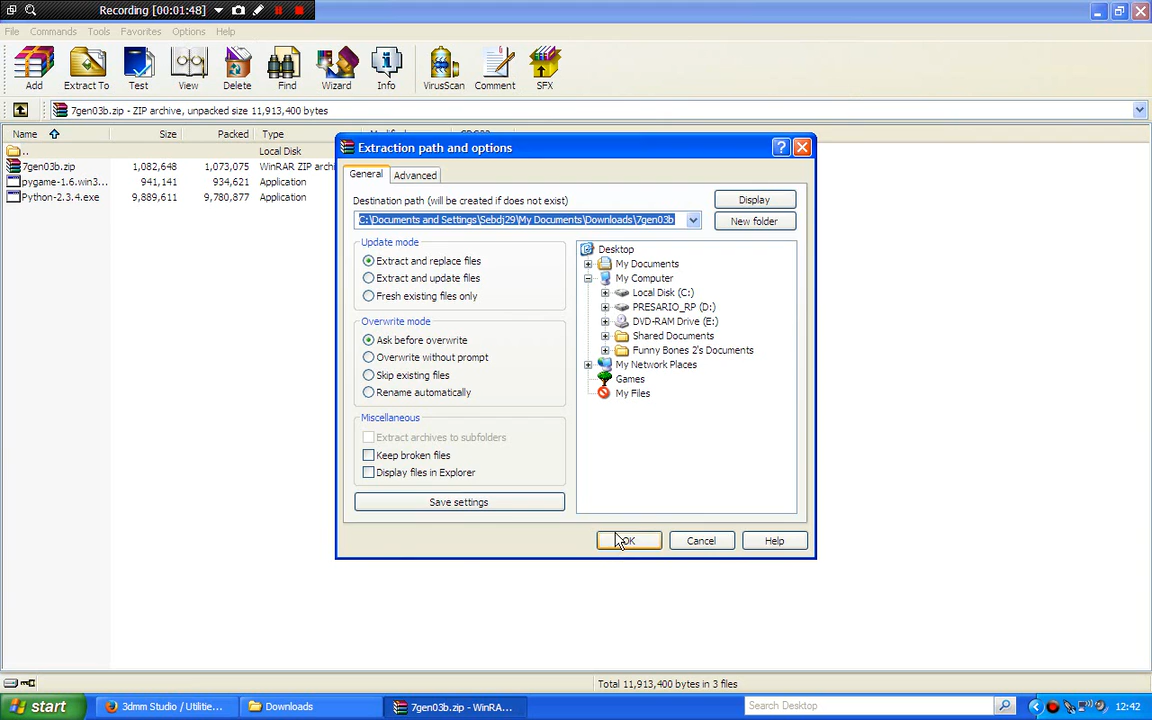 Recording [00:01:48]
File Commands Tools Favorites Options Help
Add Extract To Test View Delete Find Wizard Info VirusScan Comment SFX
7gen03b.zip - ZIP archive, unpacked size 11,913,400 bytes
Name Size Packed Type
.. Local Disk
7gen03b.zip 1,082,648 1,073,075 WinRAR ZIP archi
pygame-1.6.win3... 941,141 934,621 Application
Python-2.3.4.exe 9,889,611 9,780,877 Application
Extraction path and options
General Advanced
Destination path (will be created if does not exist)
C:\Documents and Settings\Sebdj29\My Documents\Downloads\7gen03b
Display
New folder
Update mode
Extract and replace files
Extract and update files
Fresh existing files only
Overwrite mode
Ask before overwrite
Overwrite without prompt
Skip existing files
Rename automatically
Miscellaneous
Extract archives to subfolders
Keep broken files
Display files in Explorer
Save settings
Desktop
My Documents
My Computer
Local Disk (C:)
PRESARIO_RP (D:)
DVD-RAM Drive (E:)
Shared Documents
Funny Bones 2's Documents
My Network Places
Games
My Files
OK Cancel Help
Total 11,913,400 bytes in 3 files
start 3dmm Studio / Utilitie... Downloads 7gen03b.zip - WinRA... Search Desktop 12:42